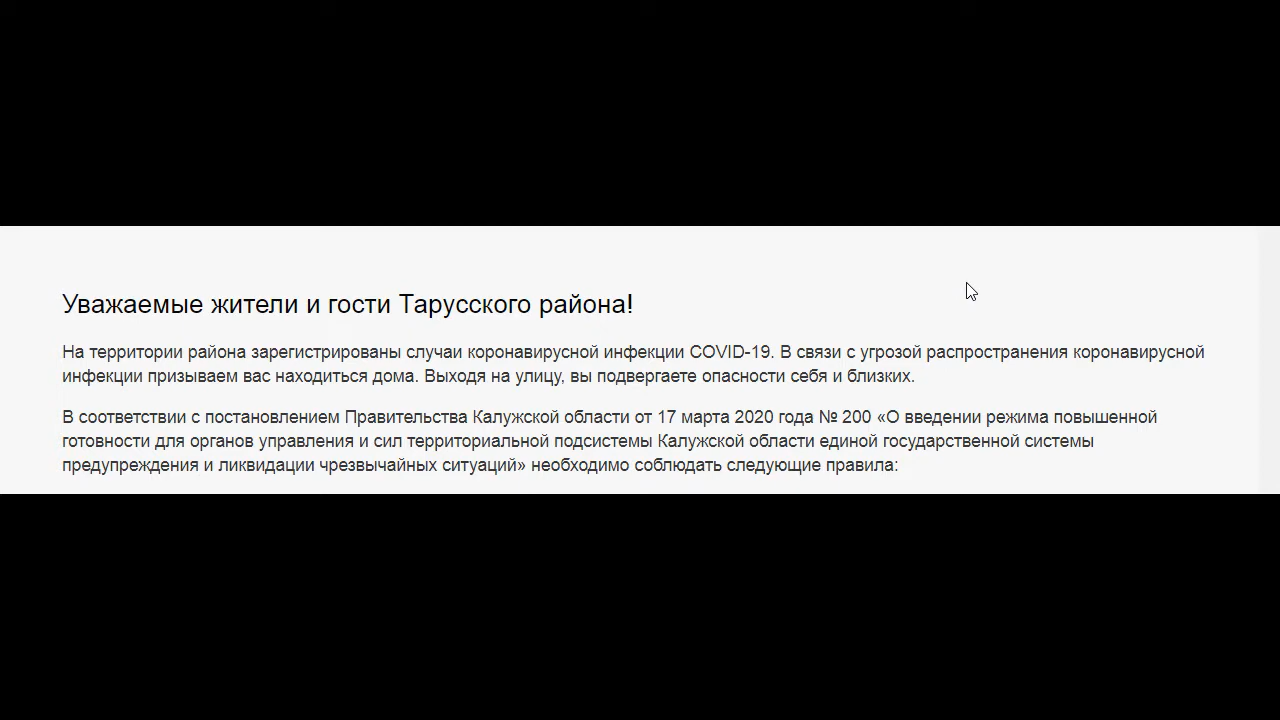 Уважаемые жители и гости Тарусского района!
На территории района зарегистрированы случаи коронавирусной инфекции COVID-19. В связи с угрозой распространения коронавирусной
инфекции призываем вас находиться дома. Выходя на улицу, вы подвергаете опасности себя и близких.
В соответствии с постановлением Правительства Калужской области от 17 марта 2020 года № 200 «О введении режима повышенной
готовности для органов управления и сил территориальной подсистемы Калужской области единой государственной системы
предупреждения и ликвидации чрезвычайных ситуаций» необходимо соблюдать следующие правила: